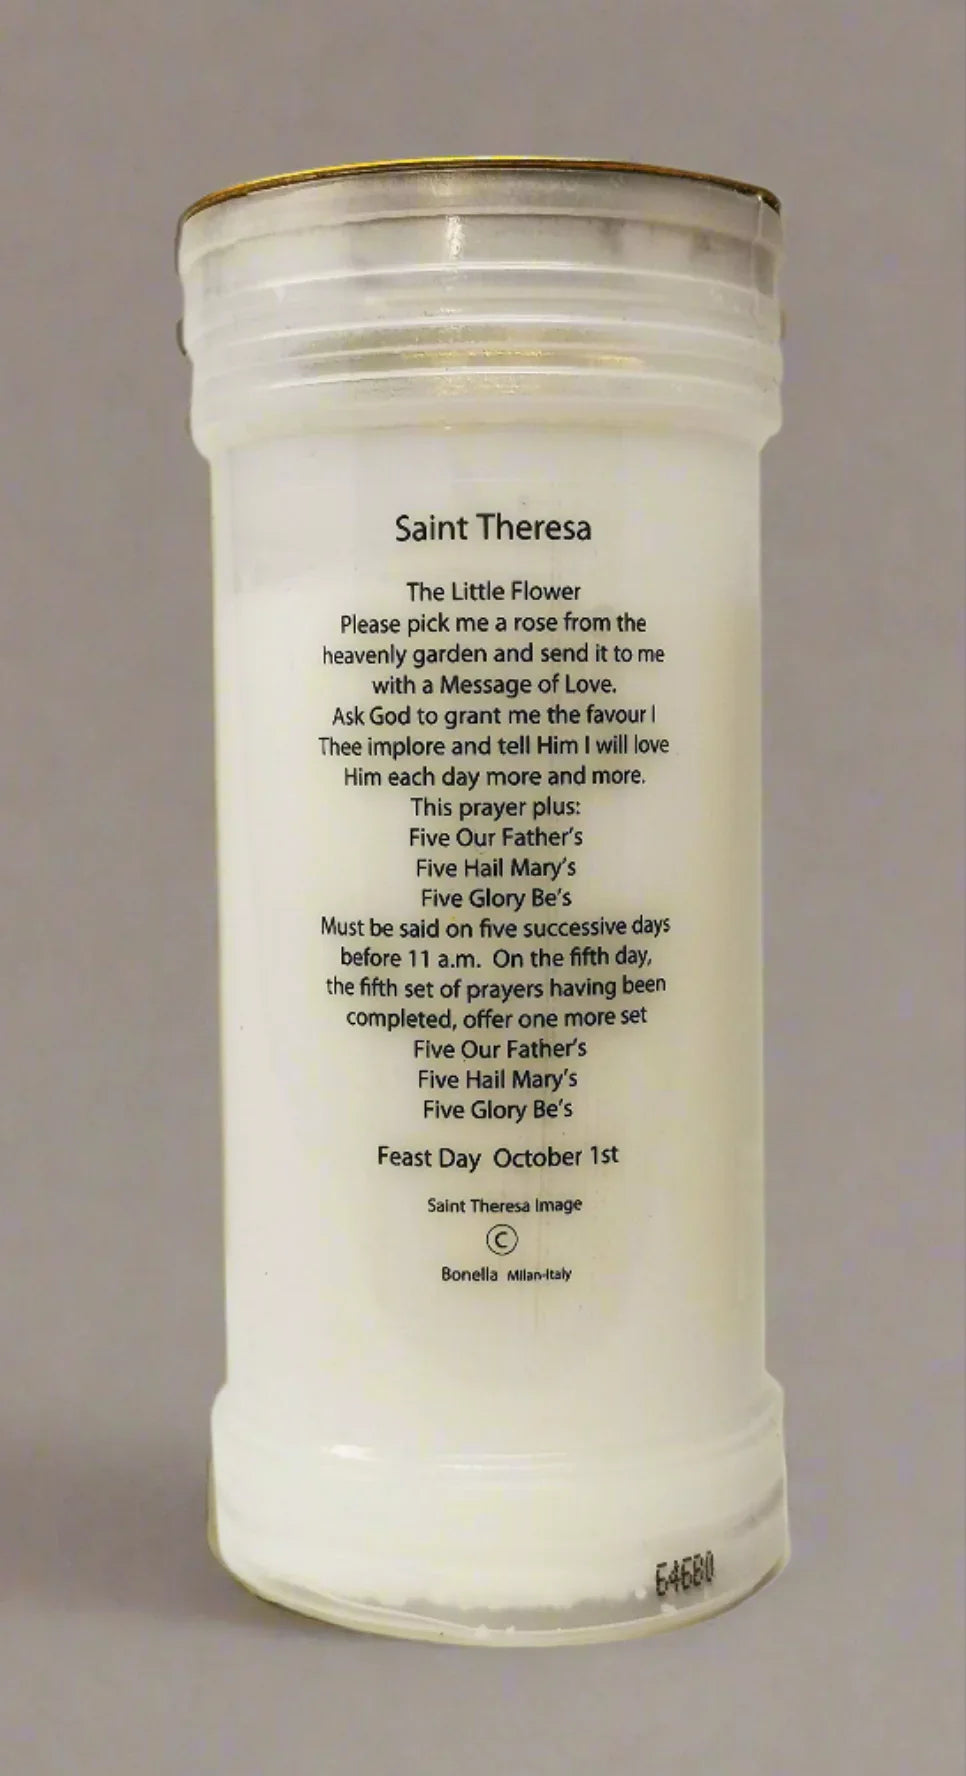 Saint Theresa
The Little Flower
Please pick me a rose from the
heavenly garden and send it to me
with a Message of Love.
Ask God to grant me the favour I
Thee implore and tell Him I will love
Him each day more and more.
This prayer plus:
Five Our Father's
Five Hail Mary's
Five Glory Be's
Must be said on five successive days
before 11 a.m. On the fifth day,
the fifth set of prayers having been
completed, offer one more set
Five Our Father's
Five Hail Mary's
Five Glory Be's
Feast Day October 1st
Saint Theresa Image
©
Bonella Milan-Italy